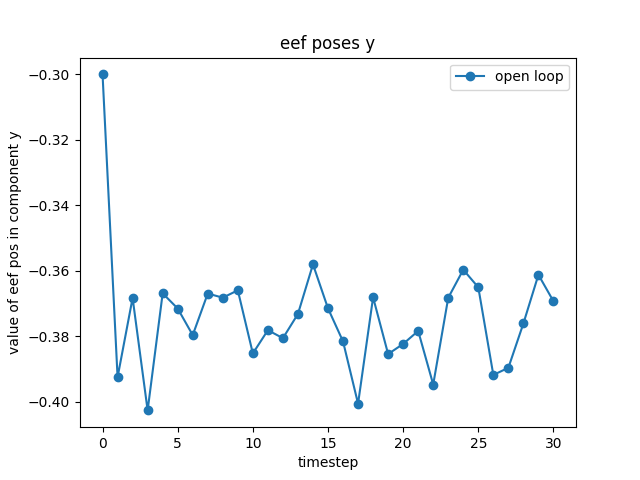 eef poses y
open loop
value of eef pos in component y
−0.30
−0.32
−0.34
−0.36
−0.38
−0.40
0 5 10 15 20 25 30
timestep